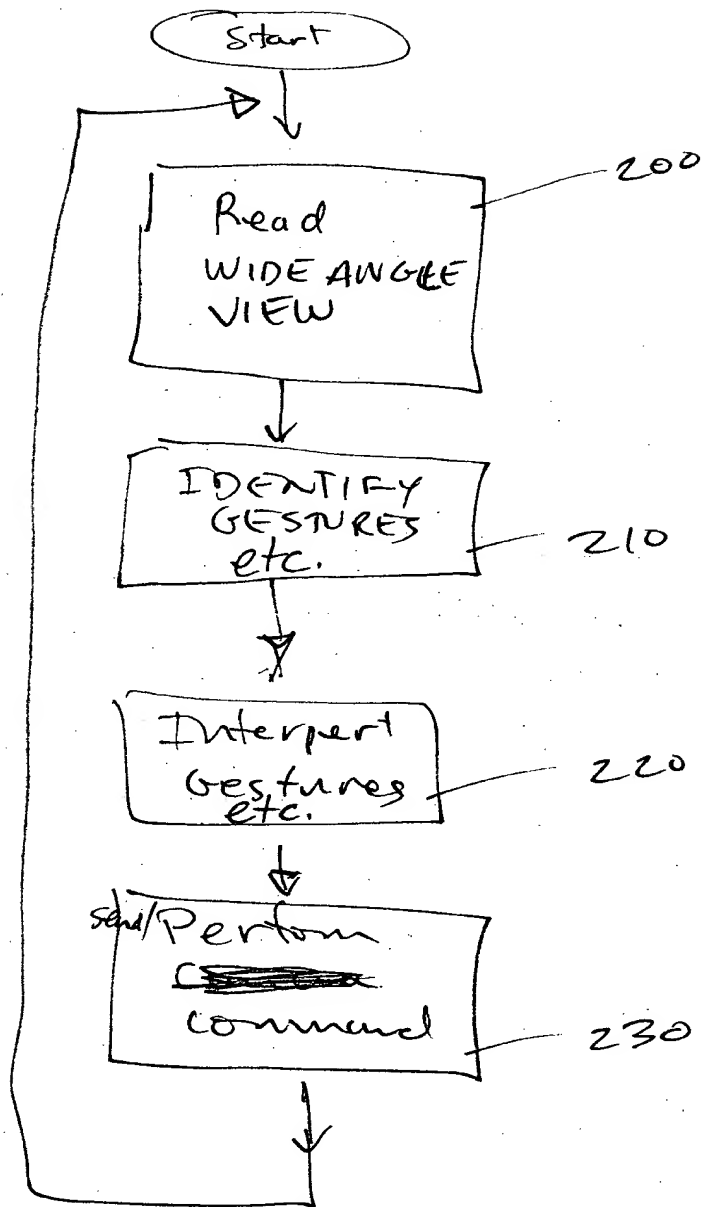 Start
200
Read
WIDE ANGLE
VIEW
IDENTIFY
GESTURES
etc.
210
Interpert
Gestures
etc.
220
send/Perform
command
230